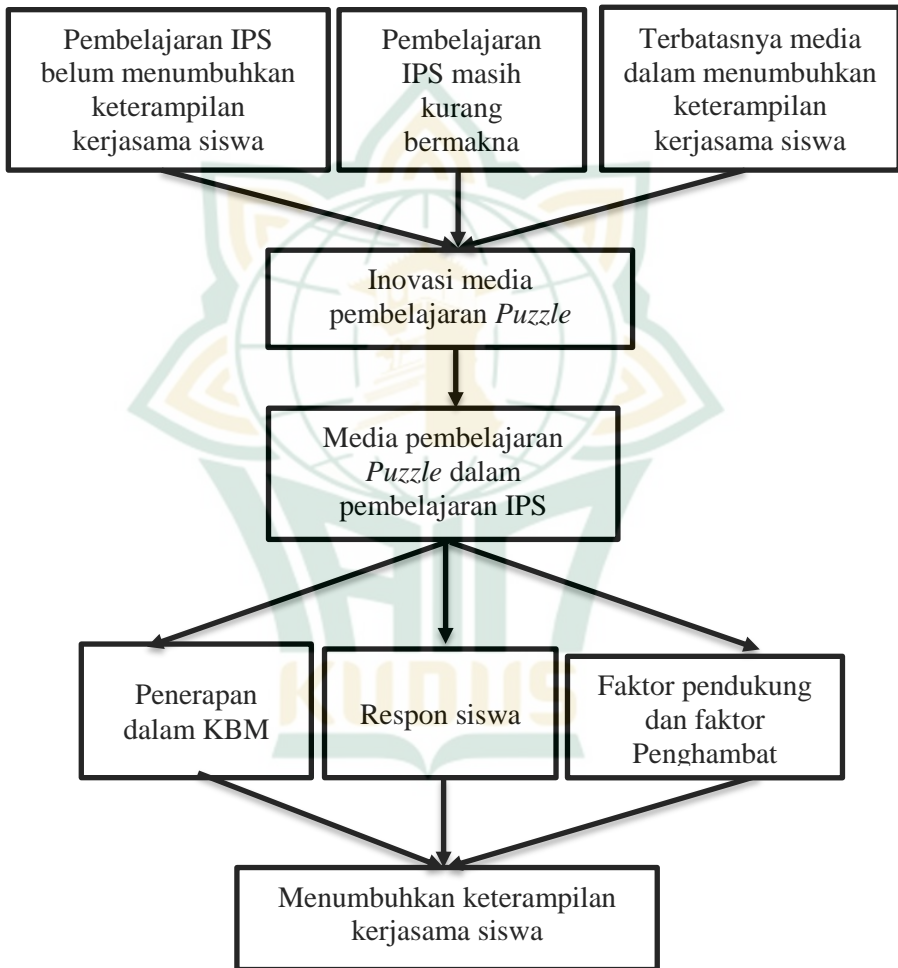 Pembelajaran IPS
belum menumbuhkan
keterampilan
kerjasama siswa
Pembelajaran
IPS masih
kurang
bermakna
Terbatasnya media
dalam menumbuhkan
keterampilan
kerjasama siswa
Inovasi media
pembelajaran Puzzle
Media pembelajaran
Puzzle dalam
pembelajaran IPS
Penerapan
dalam KBM
Respon siswa
Faktor pendukung
dan faktor
Penghambat
KUDUS
Menumbuhkan keterampilan
kerjasama siswa